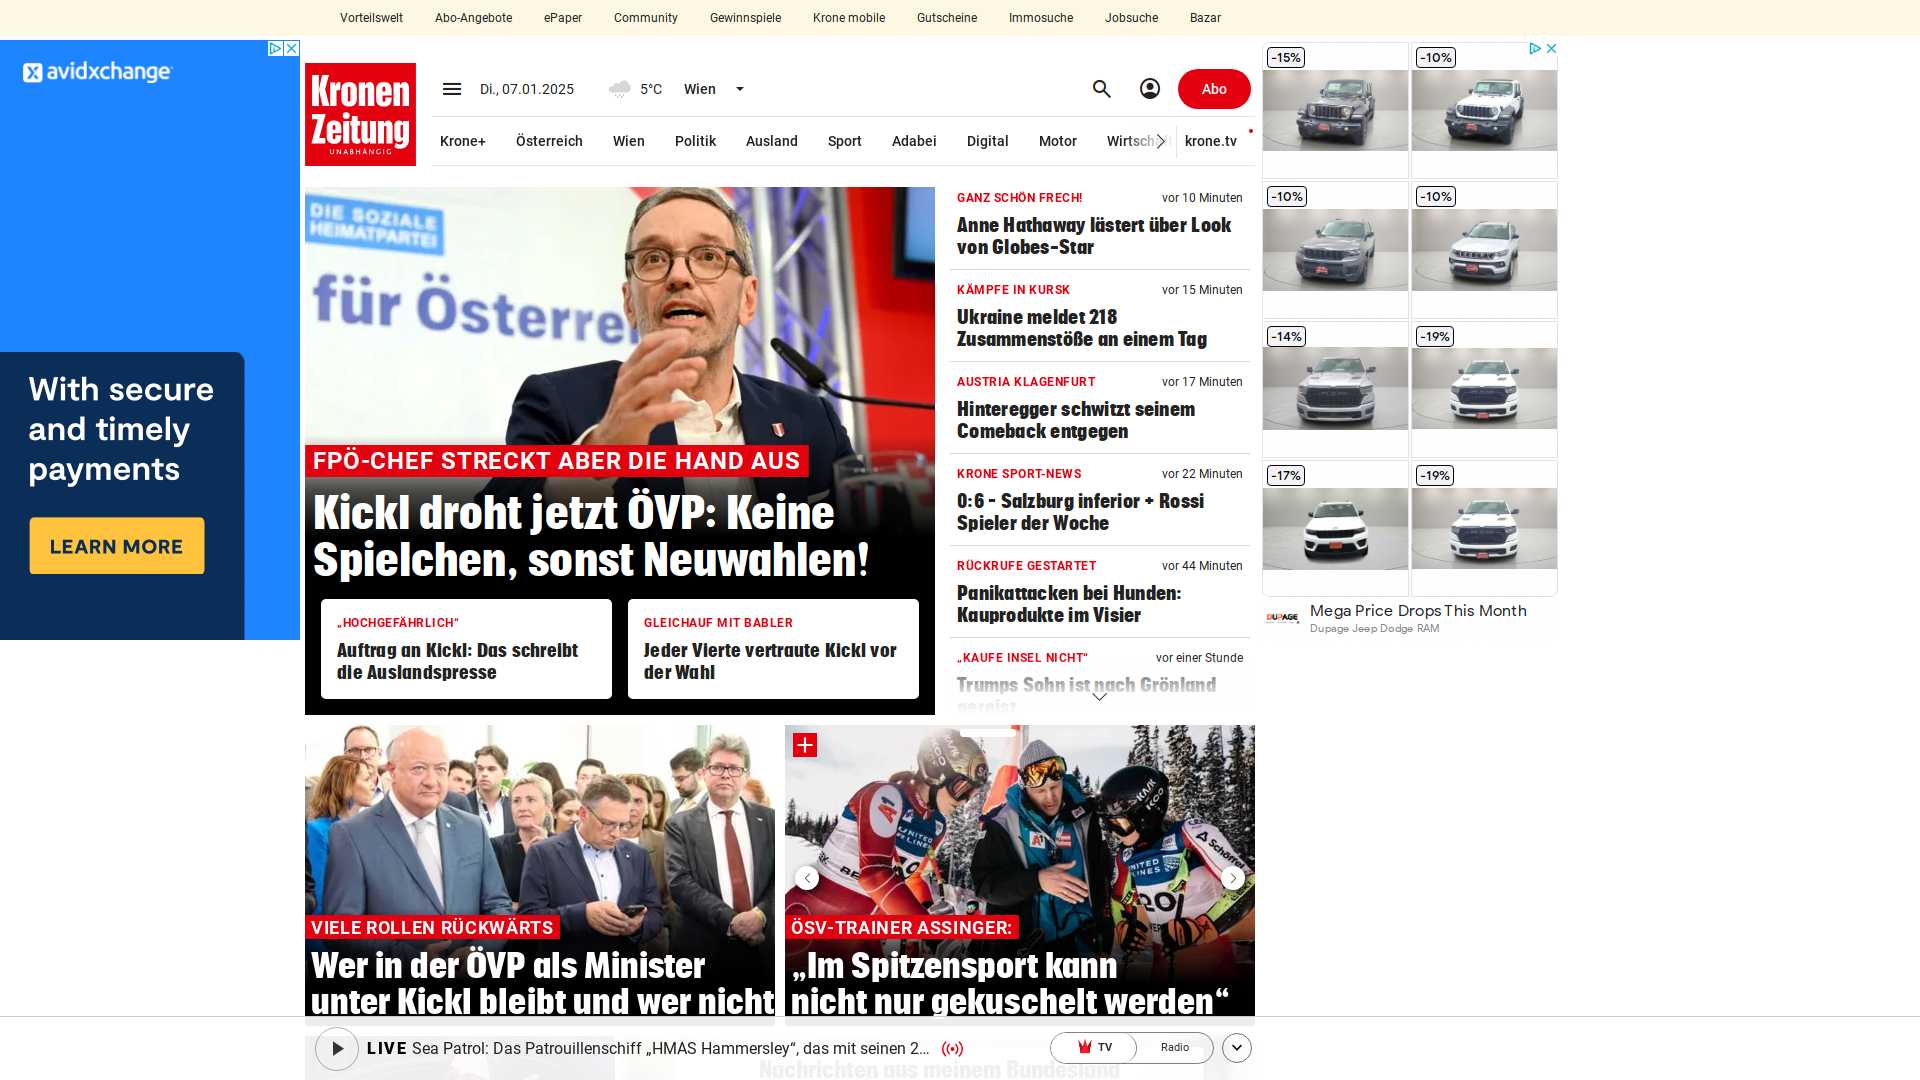 Vorteilswelt Abo-Angebote ePaper Community Gewinnspiele Krone mobile Gutscheine Immosuche Jobsuche Bazar
avidxchange
With secure
and timely
payments
LEARN MORE
Kronen
Zeitung
UNABHÄNGIG
Di., 07.01.2025 5°C Wien
Abo
Krone+ Österreich Wien Politik Ausland Sport Adabei Digital Motor Wirtschaft krone.tv
DIE SOZIALE
HEIMATPARTEI
für Österrei
FPÖ-CHEF STRECKT ABER DIE HAND AUS
Kickl droht jetzt ÖVP: Keine
Spielchen, sonst Neuwahlen!
„HOCHGEFÄHRLICH“
Auftrag an Kickl: Das schreibt
die Auslandspresse
GLEICHAUF MIT BABLER
Jeder Vierte vertraute Kickl vor
der Wahl
GANZ SCHÖN FRECH! vor 10 Minuten
Anne Hathaway lästert über Look
von Globes-Star
KÄMPFE IN KURSK vor 15 Minuten
Ukraine meldet 218
Zusammenstöße an einem Tag
AUSTRIA KLAGENFURT vor 17 Minuten
Hinteregger schwitzt seinem
Comeback entgegen
KRONE SPORT-NEWS vor 22 Minuten
0:6 - Salzburg inferior + Rossi
Spieler der Woche
RÜCKRUFE GESTARTET vor 44 Minuten
Panikattacken bei Hunden:
Kauprodukte im Visier
„KAUFE INSEL NICHT“ vor einer Stunde
Trumps Sohn ist nach Grönland
gereist
-15% -10%
-10% -10%
-14% -19%
-17% -19%
DUPAGE
Mega Price Drops This Month
Dupage Jeep Dodge RAM
VIELE ROLLEN RÜCKWÄRTS
Wer in der ÖVP als Minister
unter Kickl bleibt und wer nicht
UNITED
LINES
UNITED
LINES
ÖSV-TRAINER ASSINGER:
„Im Spitzensport kann
nicht nur gekuschelt werden“
LIVE Sea Patrol: Das Patrouillenschiff „HMAS Hammersley“, das mit seinen 2...
TV Radio
Nachrichten aus meinem Bundesland